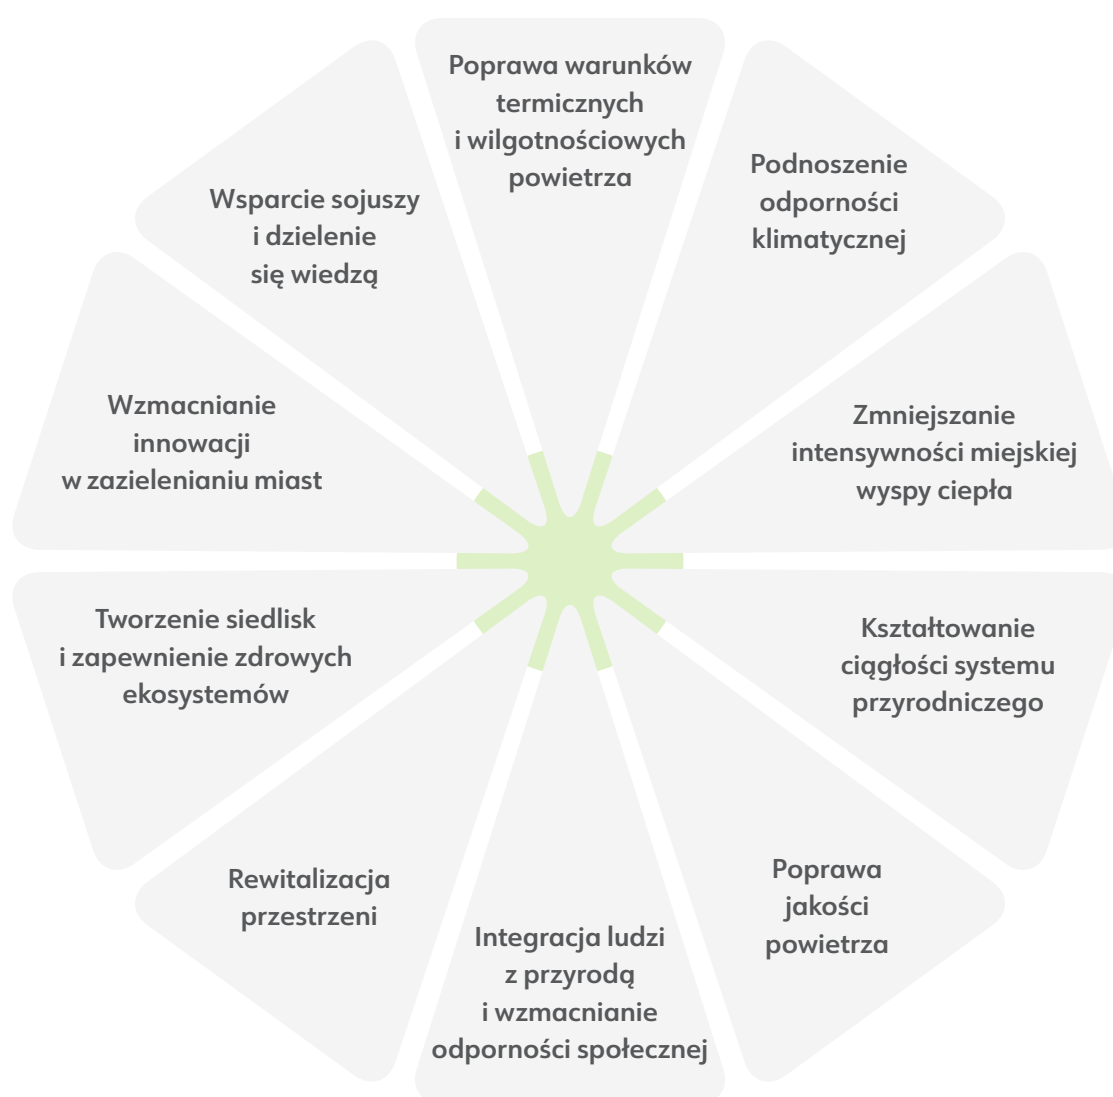 Poprawa warunków
termicznych
i wilgotnościowych
powietrza
Podnoszenie
odporności
klimatycznej
Zmniejszanie
intensywności miejskiej
wyspy ciepła
Kształtowanie
ciągłości systemu
przyrodniczego
Poprawa
jakości
powietrza
Integracja ludzi
z przyrodą
i wzmacnianie
odporności społecznej
Rewitalizacja
przestrzeni
Tworzenie siedlisk
i zapewnienie zdrowych
ekosystemów
Wzmacnianie
innowacji
w zazielenianiu miast
Wsparcie sojuszy
i dzielenie
się wiedzą